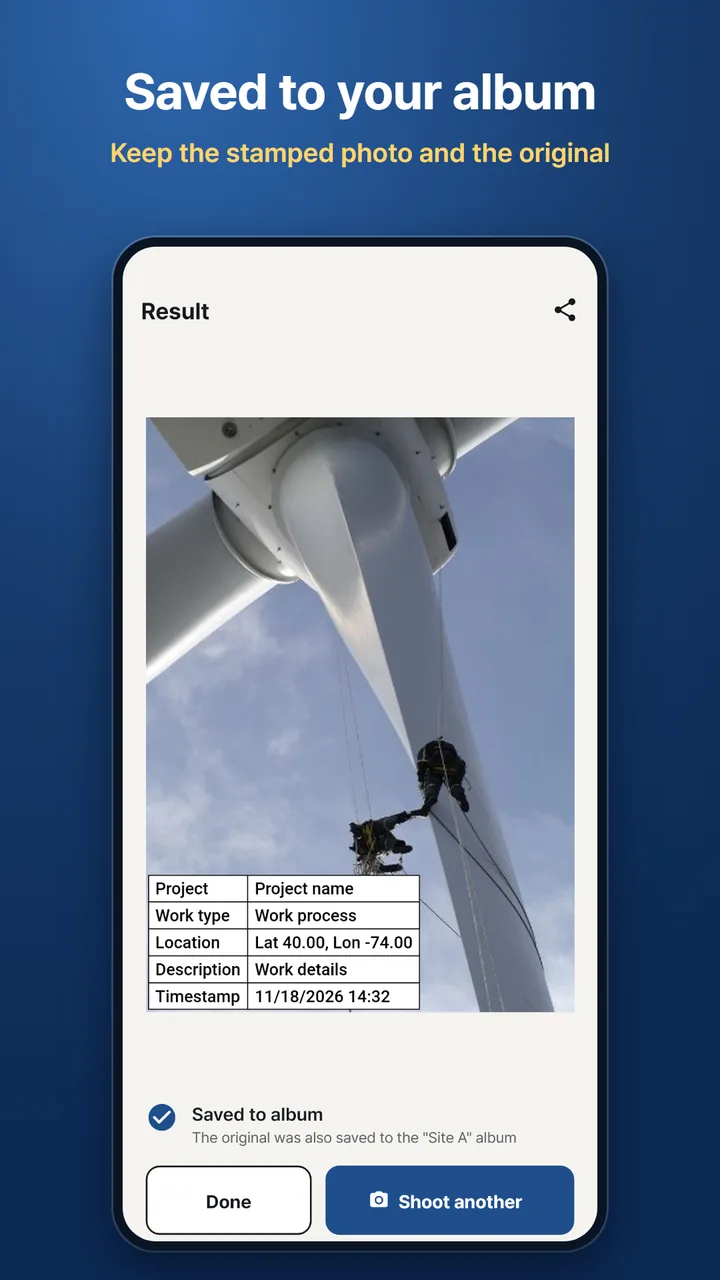 Saved to your album
Keep the stamped photo and the original
Result
Project Project name
Work type Work process
Location Lat 40.00, Lon -74.00
Description Work details
Timestamp 11/18/2026 14:32
Saved to album
The original was also saved to the "Site A" album
Done
Shoot another